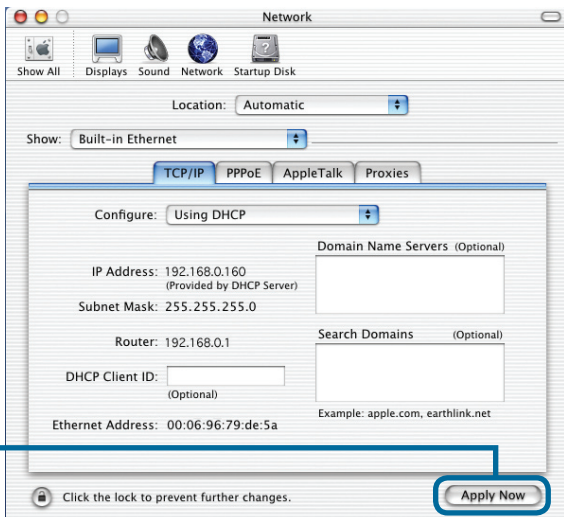 Network
Show All Displays Sound Network Startup Disk
Location: Automatic
Show: Built-in Ethernet
TCP/IP PPPoE AppleTalk Proxies
Configure: Using DHCP
Domain Name Servers (Optional)
IP Address: 192.168.0.160
(Provided by DHCP Server)
Subnet Mask: 255.255.255.0
Router: 192.168.0.1
Search Domains (Optional)
DHCP Client ID:
(Optional)
Example: apple.com, earthlink.net
Ethernet Address: 00:06:96:79:de:5a
Click the lock to prevent further changes.
Apply Now